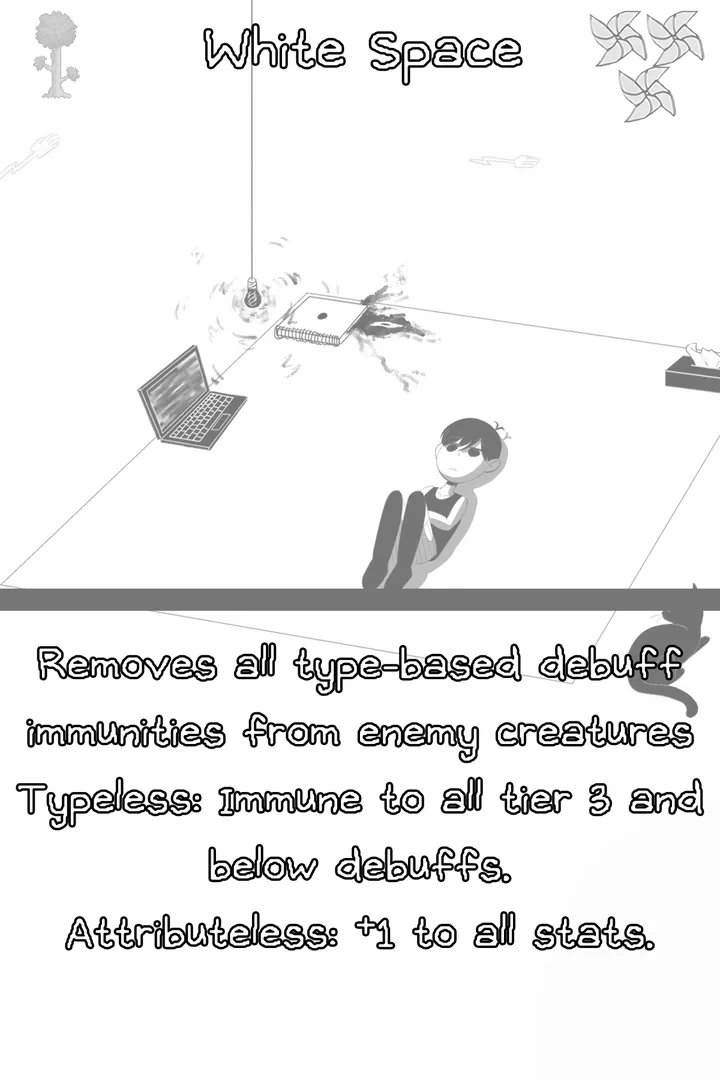 White Space
Removes all type-based debuff
immunities from enemy creatures
Typeless: Immune to all tier 3 and
below debuffs.
Attributeless: +1 to all stats.